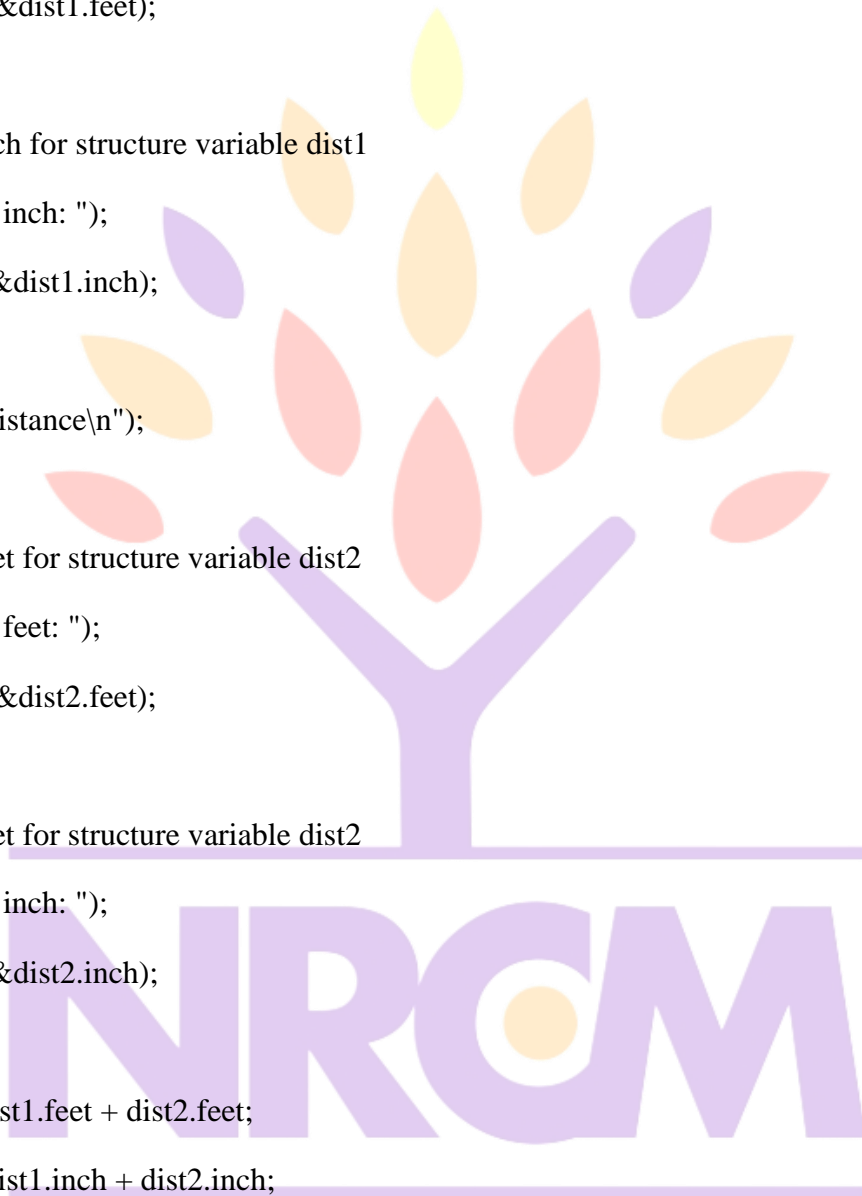 &dist1.feet);
ch for structure variable dist1
inch: ");
&dist1.inch);
istance\n");
et for structure variable dist2
feet: ");
&dist2.feet);
et for structure variable dist2
inch: ");
&dist2.inch);
st1.feet + dist2.feet;
ist1.inch + dist2.inch;
NRCM